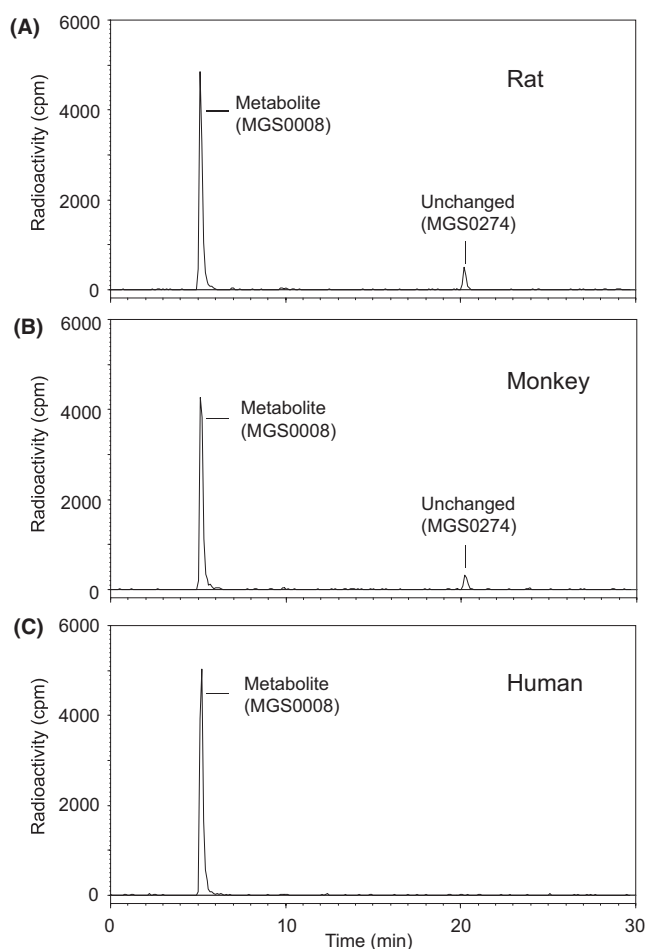 (A)
6000
4000
2000
0
Radioactivity (cpm)
Rat
Metabolite
(MGS0008)
Unchanged
(MGS0274)
(B)
6000
4000
2000
0
Radioactivity (cpm)
Monkey
Metabolite
(MGS0008)
Unchanged
(MGS0274)
(C)
6000
4000
2000
0
Radioactivity (cpm)
Human
Metabolite
(MGS0008)
0 10 20 30
Time (min)